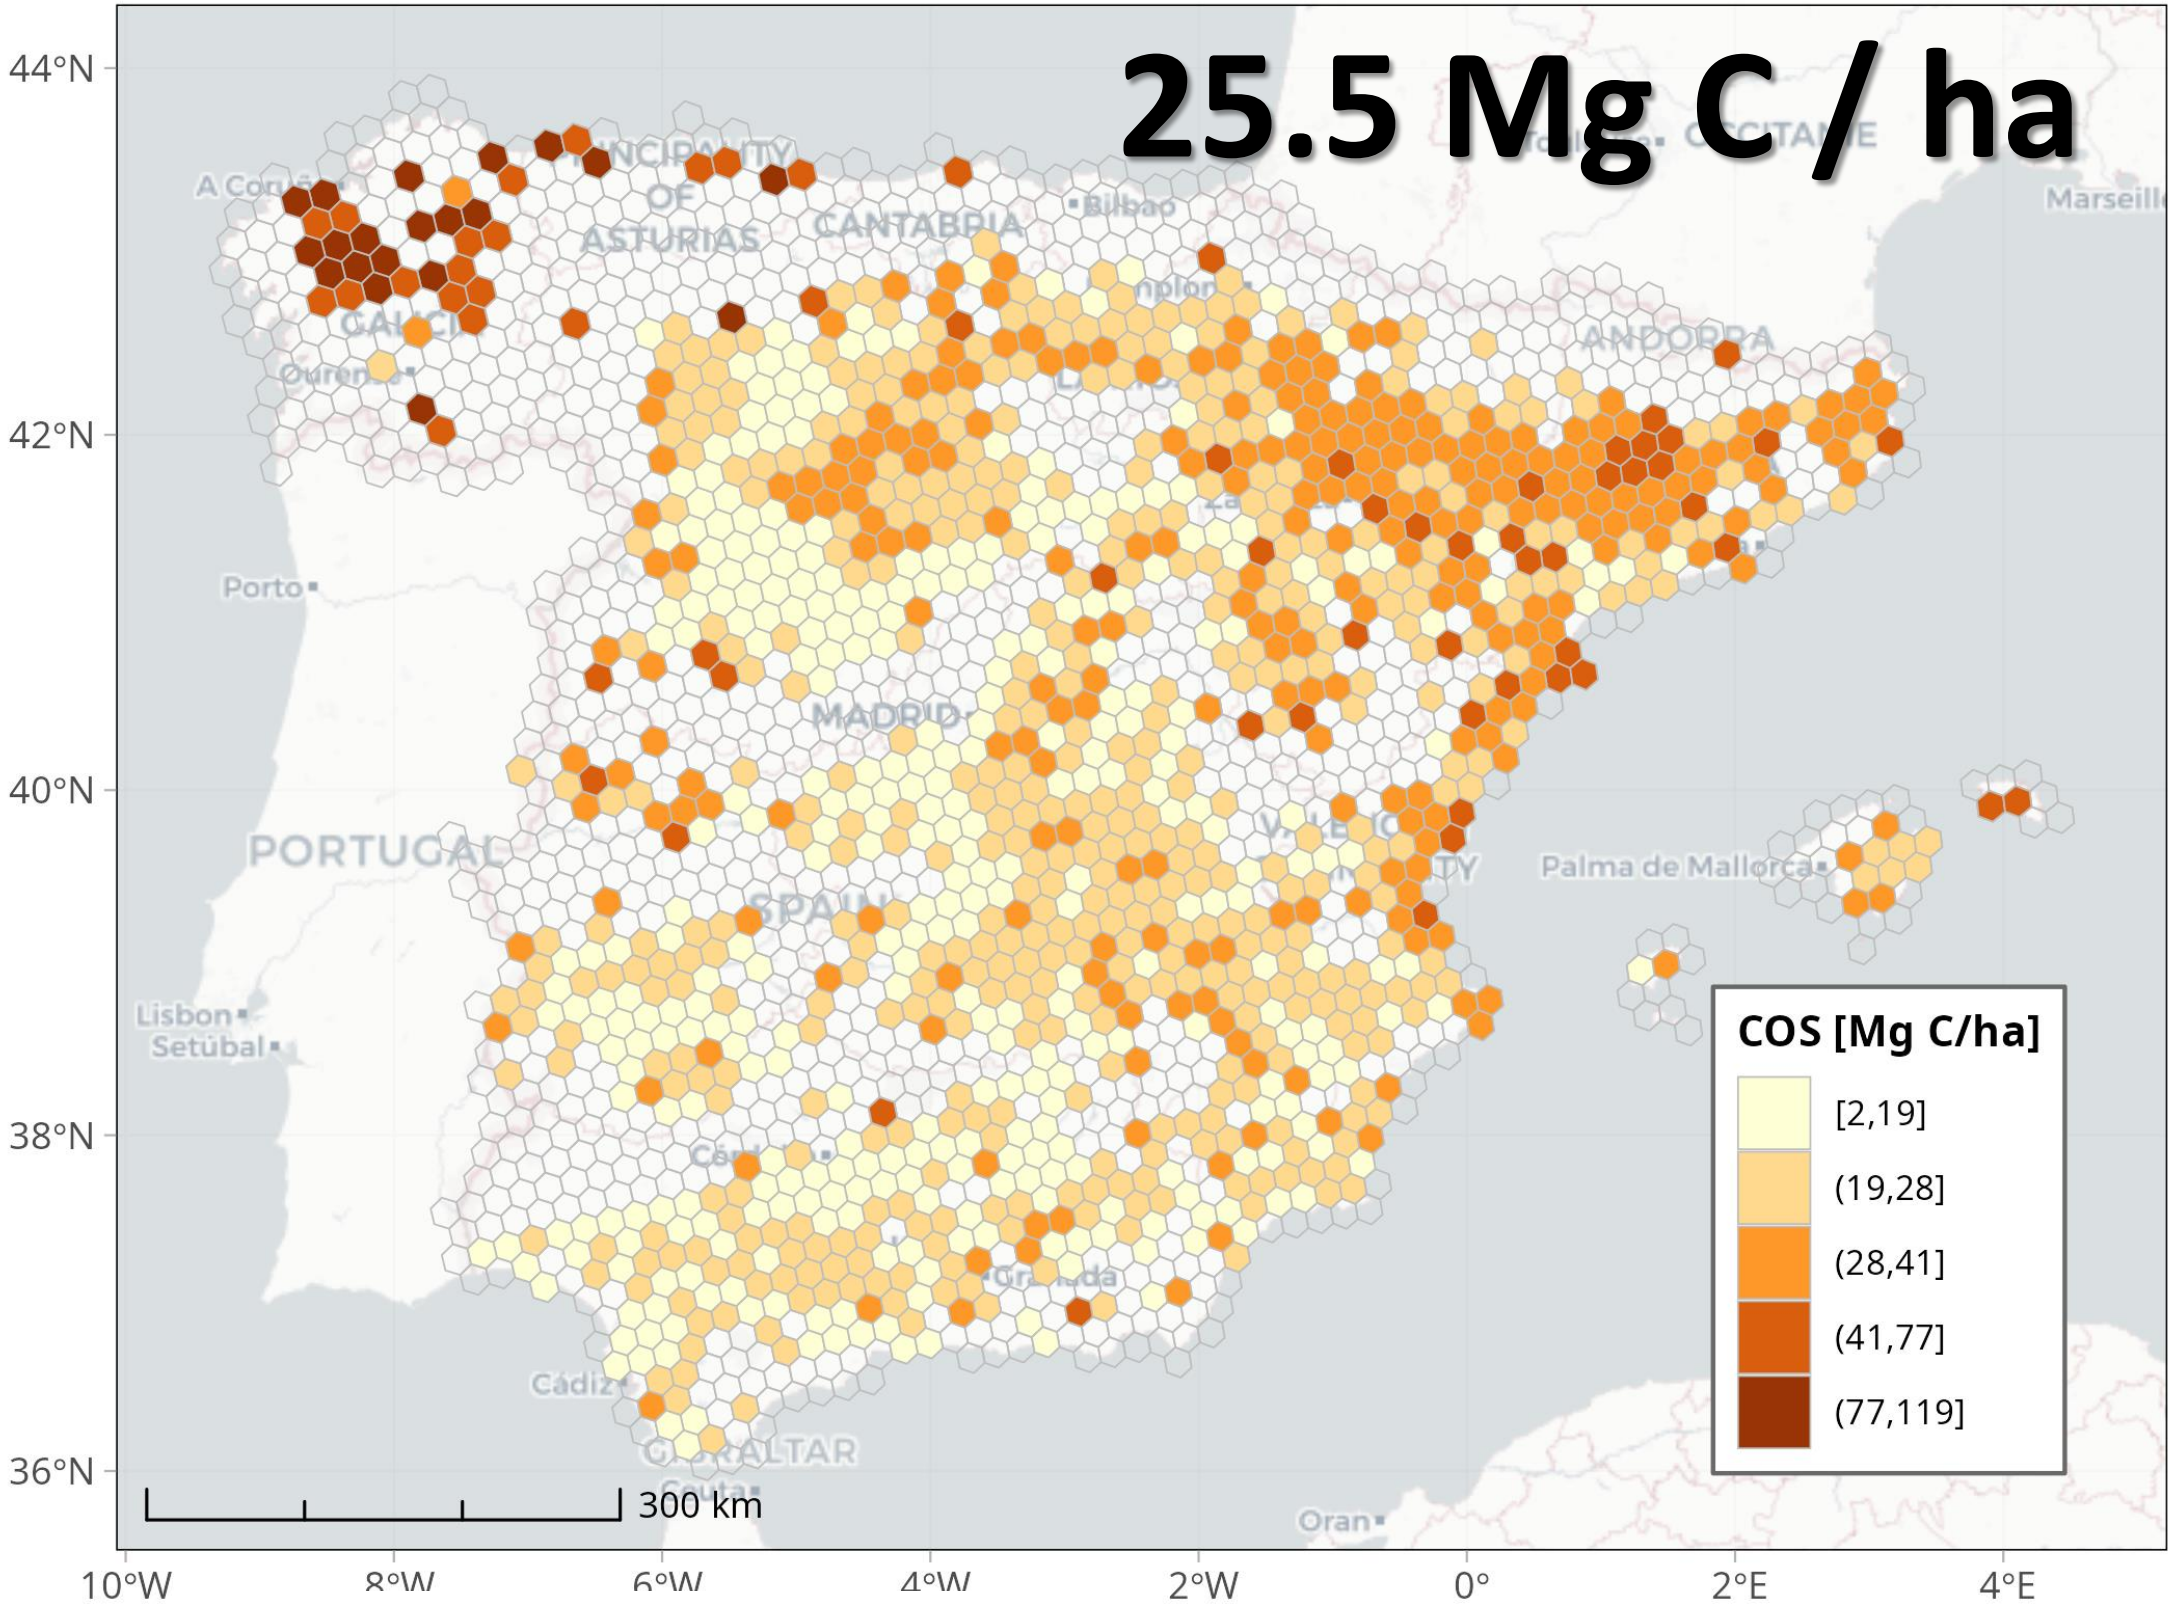 25.5 Mg C / ha
44°N
42°N
40°N
38°N
36°N
10°W
8°W
6°W
4°W
2°W
0°
2°E
4°E
OCCITANIE
Marseille
A Coruña
PRINCIPALITY
OF
ASTURIAS
CANTABRIA
Bilbao
ANDORRA
GALICIA
Ourense
Porto
MADRID
PORTUGAL
SPAIN
Palma de Mallorca
Lisbon
Setúbal
Granada
Cádiz
GIBRALTAR
Ceuta
Oran
300 km
COS [Mg C/ha]
[2,19]
(19,28]
(28,41]
(41,77]
(77,119]